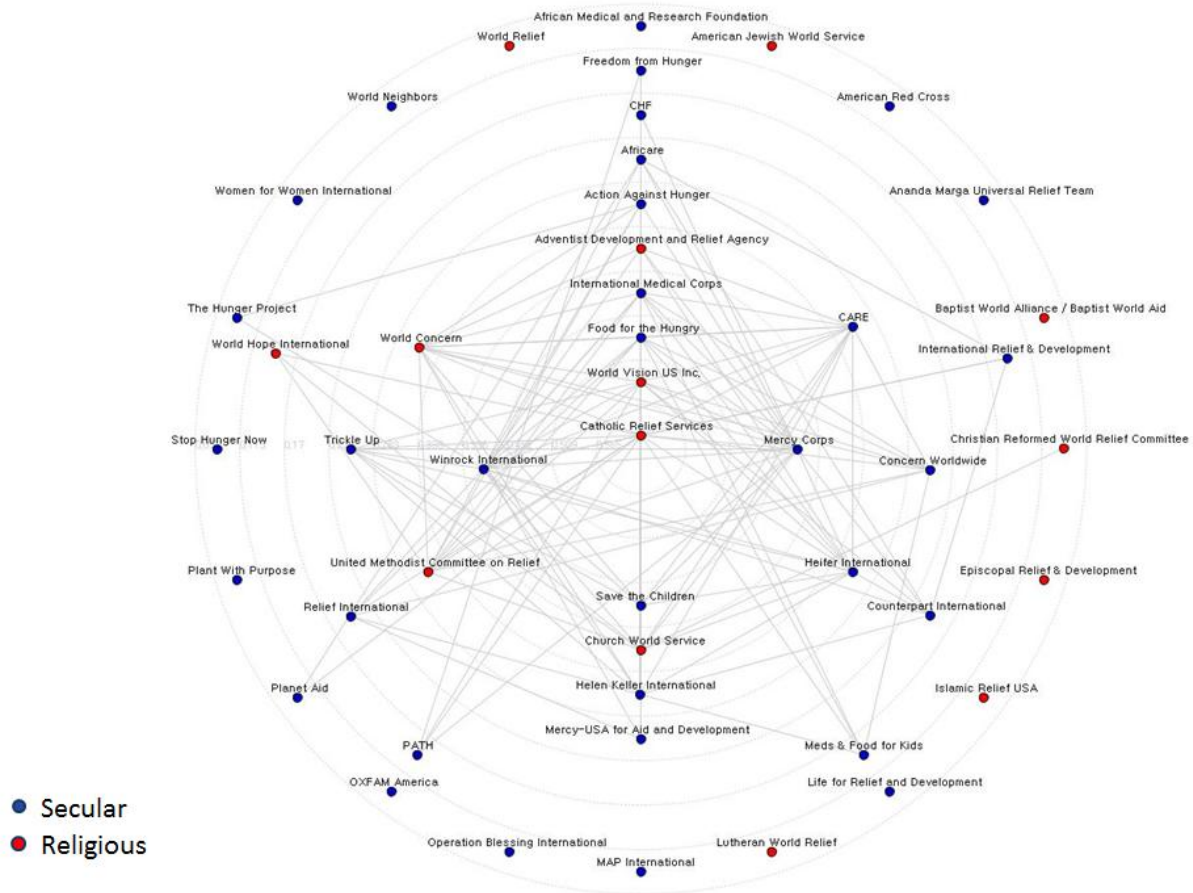 African Medical and Research Foundation
World Relief
American Jewish World Service
Freedom from Hunger
World Neighbors
American Red Cross
CHF
Africare
Women for Women International
Action Against Hunger
Ananda Marga Universal Relief Team
Adventist Development and Relief Agency
International Medical Corps
The Hunger Project
Baptist World Alliance / Baptist World Aid
CARE
Food for the Hungry
World Hope International
World Concern
International Relief & Development
World Vision US Inc.
Catholic Relief Services
Stop Hunger Now
Trickle Up
Mercy Corps
Christian Reformed World Relief Committee
0.17
Winrock International
Concern Worldwide
United Methodist Committee on Relief
Heifer International
Plant With Purpose
Episcopal Relief & Development
Save the Children
Relief International
Counterpart International
Church World Service
Planet Aid
Helen Keller International
Islamic Relief USA
Mercy-USA for Aid and Development
PATH
Meds & Food for Kids
OXFAM America
Life for Relief and Development
Secular
Religious
Operation Blessing International
Lutheran World Relief
MAP International